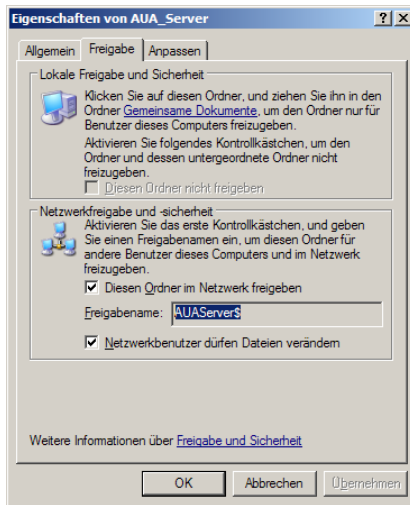 Eigenschaften von AUA_Server
Allgemein Freigabe Anpassen
Lokale Freigabe und Sicherheit
Klicken Sie auf diesen Ordner, und ziehen Sie ihn in den
Ordner Gemeinsame Dokumente, um den Ordner nur für
Benutzer dieses Computers freizugeben.
Aktivieren Sie folgendes Kontrollkästchen, um den
Ordner und dessen untergeordnete Ordner nicht
freizugeben.
Diesen Ordner nicht freigeben
Netzwerkfreigabe und -sicherheit
Aktivieren Sie das erste Kontrollkästchen, und geben
Sie einen Freigabenamen ein, um diesen Ordner für
andere Benutzer dieses Computers und im Netzwerk
freizugeben.
Diesen Ordner im Netzwerk freigeben
Freigabename: AUAServer$
Netzwerkbenutzer dürfen Dateien verändern
Weitere Informationen über Freigabe und Sicherheit
OK Abbrechen Übernehmen